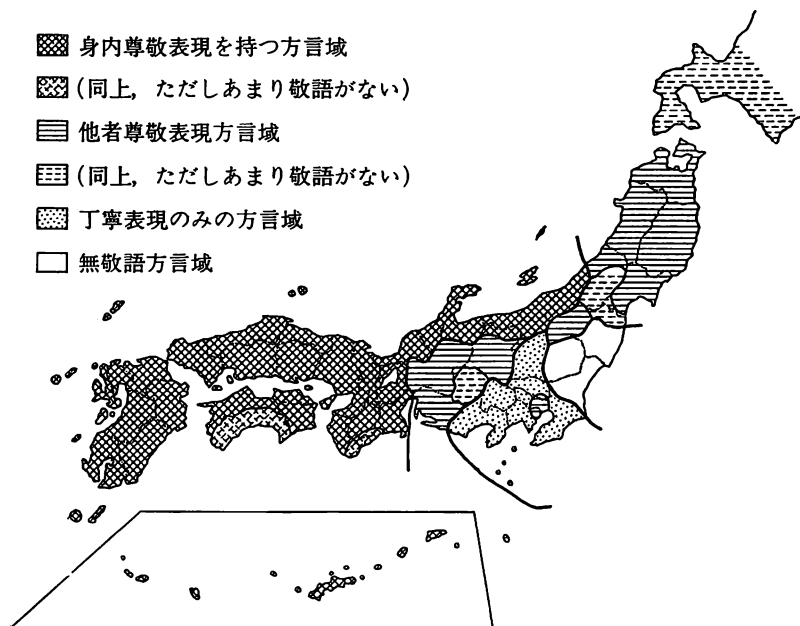 身内尊敬表現を持つ方言域
(同上，ただしあまり敬語がない)
他者尊敬表現方言域
(同上，ただしあまり敬語がない)
丁寧表現のみの方言域
無敬語方言域